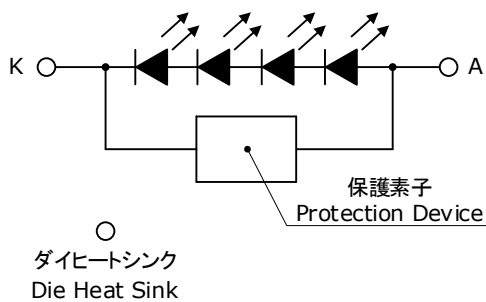 K
A
保護素子
Protection Device
ダイヒートシンク
Die Heat Sink